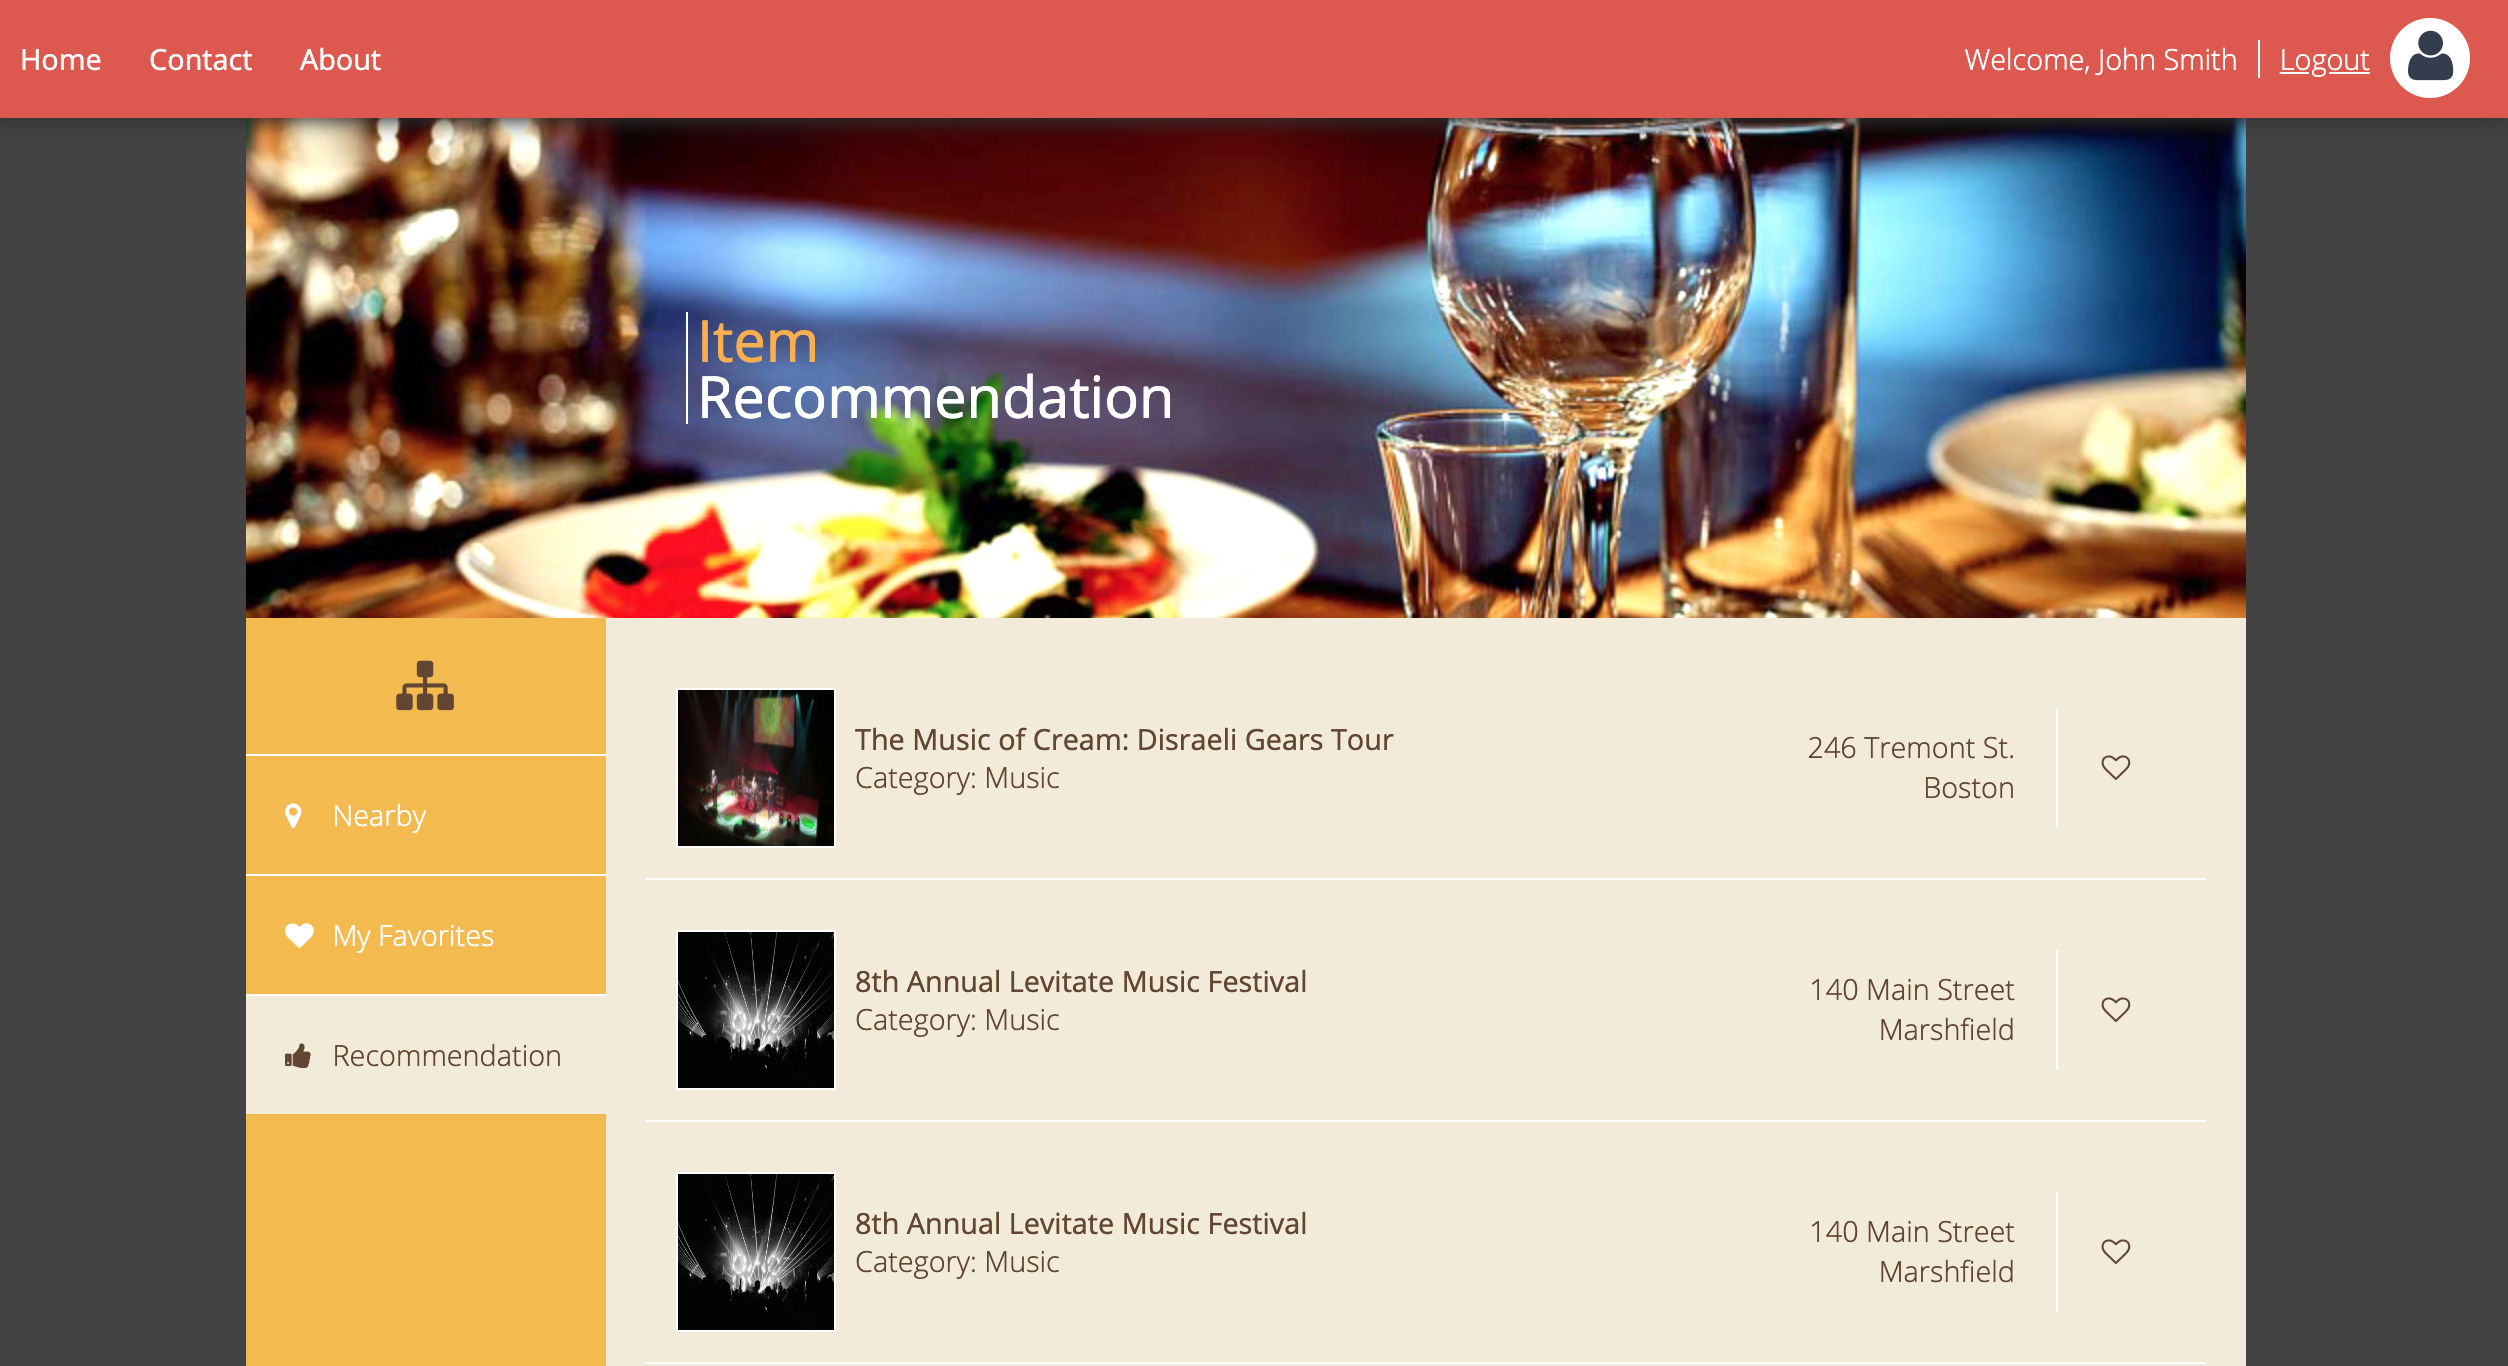 Home Contact About Welcome, John Smith Logout
Item
Recommendation
Nearby
My Favorites
Recommendation
The Music of Cream: Disraeli Gears Tour
Category: Music
246 Tremont St.
Boston
8th Annual Levitate Music Festival
Category: Music
140 Main Street
Marshfield
8th Annual Levitate Music Festival
Category: Music
140 Main Street
Marshfield